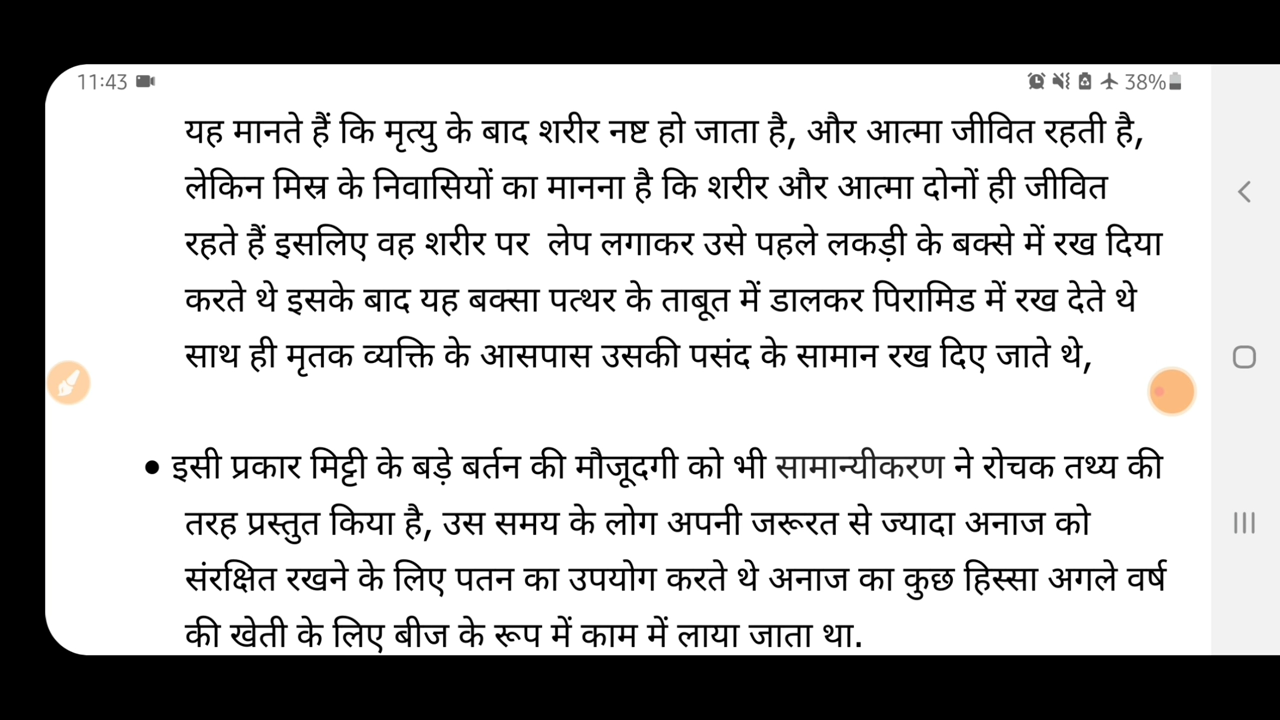 11:43
38%
यह मानते हैं कि मृत्यु के बाद शरीर नष्ट हो जाता है, और आत्मा जीवित रहती है,
लेकिन मिस्र के निवासियों का मानना है कि शरीर और आत्मा दोनों ही जीवित
रहते हैं इसलिए वह शरीर पर  लेप लगाकर उसे पहले लकड़ी के बक्से में रख दिया
करते थे इसके बाद यह बक्सा पत्थर के ताबूत में डालकर पिरामिड में रख देते थे
साथ ही मृतक व्यक्ति के आसपास उसकी पसंद के सामान रख दिए जाते थे,
• इसी प्रकार मिट्टी के बड़े बर्तन की मौजूदगी को भी सामान्यीकरण ने रोचक तथ्य की
तरह प्रस्तुत किया है, उस समय के लोग अपनी जरूरत से ज्यादा अनाज को
संरक्षित रखने के लिए पतन का उपयोग करते थे अनाज का कुछ हिस्सा अगले वर्ष
की खेती के लिए बीज के रूप में काम में लाया जाता था.